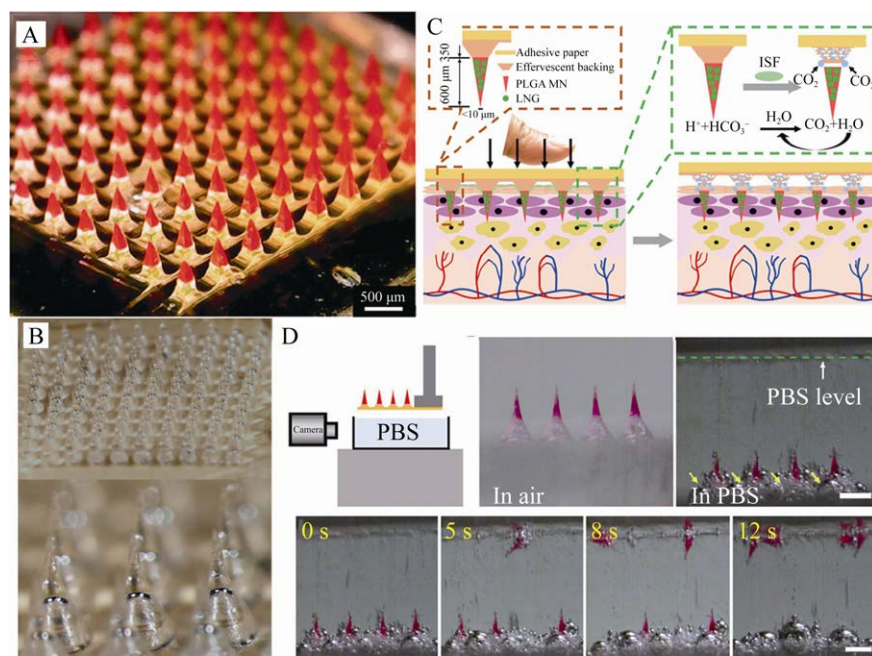 A
500 μm
B
C
350
600 μm
<10 μm
Adhesive paper
Effervescent backing
PLGA MN
LNG
ISF
CO₂
CO₂
H⁺+HCO₃⁻
H₂O
CO₂+H₂O
D
Camera
PBS
In air
PBS level
In PBS
0 s
5 s
8 s
12 s